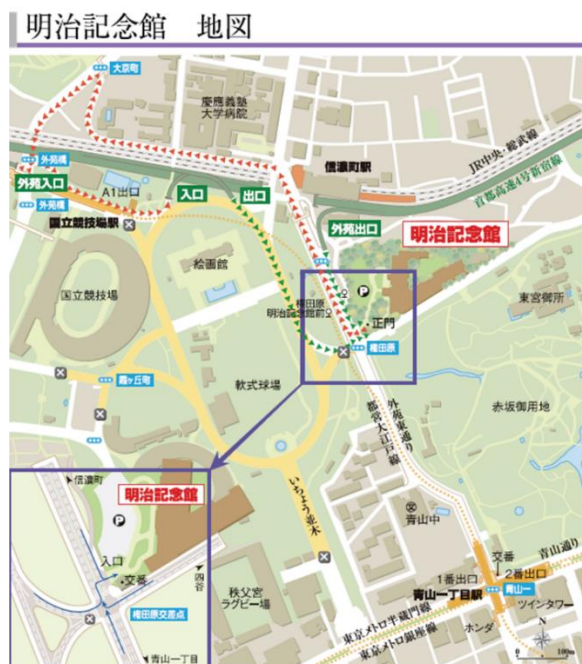 明治記念館 地図
大京町
慶應義塾
大学病院
外苑橋
外苑入口
外苑橋
A1出口
入口
出口
信濃町駅
JR中央・総武線
首都高速4号新宿線
外苑出口
明治記念館
国立競技場駅
絵画館
国立競技場
権田原
明治記念館前
P
正門
権田原
東宮御所
霞ヶ丘町
軟式球場
外苑東通り
都営大江戸線
赤坂御用地
信濃町
明治記念館
P
入口
交番
四谷
権田原交差点
青山一丁目
いちょう並木
青山中
秩父宮
ラグビー場
交番
青山通り
1番出口
2番出口
青山一丁目駅
青山一
ツインタワー
東京メトロ半蔵門線
東京メトロ銀座線
ホンダ
N
0
100m